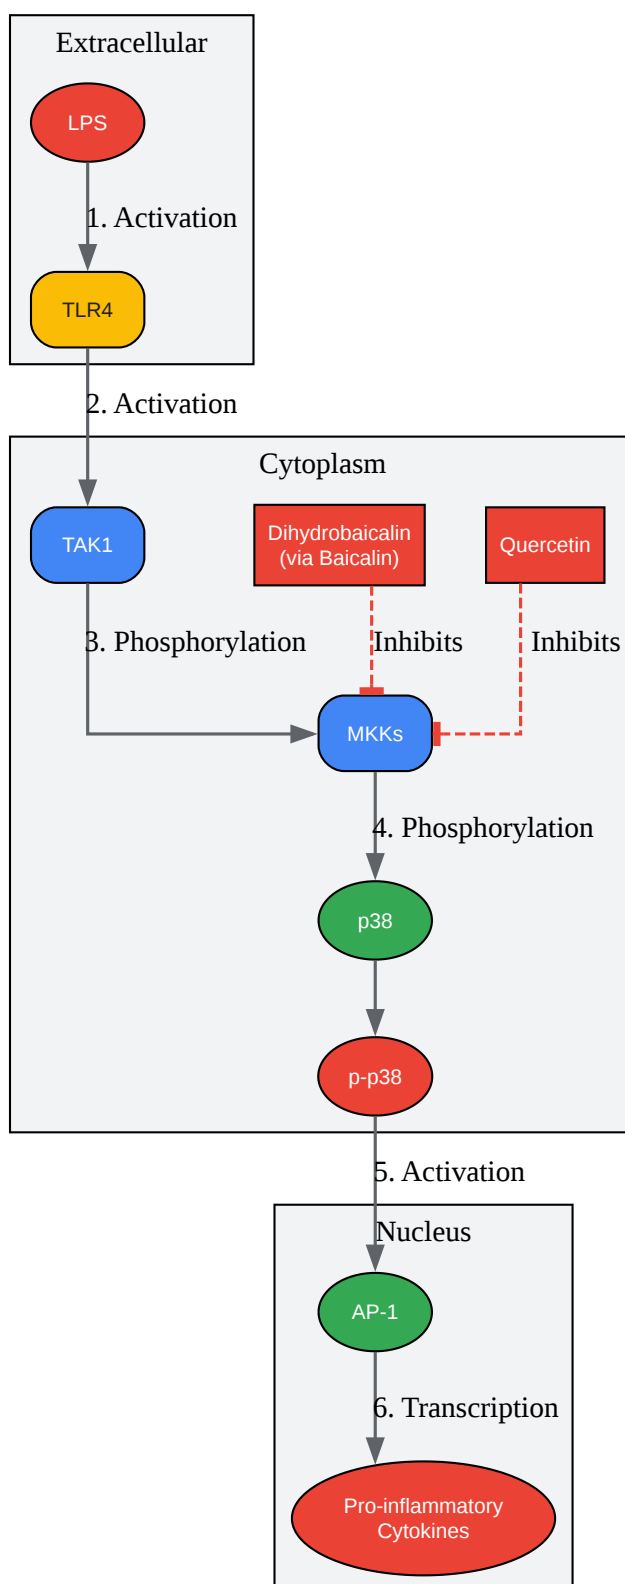 Extracellular
LPS
1. Activation
TLR4
2. Activation
Cytoplasm
TAK1
Dihydrobaicalin
(via Baicalin)
Quercetin
3. Phosphorylation
Inhibits
Inhibits
MKKs
4. Phosphorylation
p38
p-p38
5. Activation
Nucleus
AP-1
6. Transcription
Pro-inflammatory
Cytokines